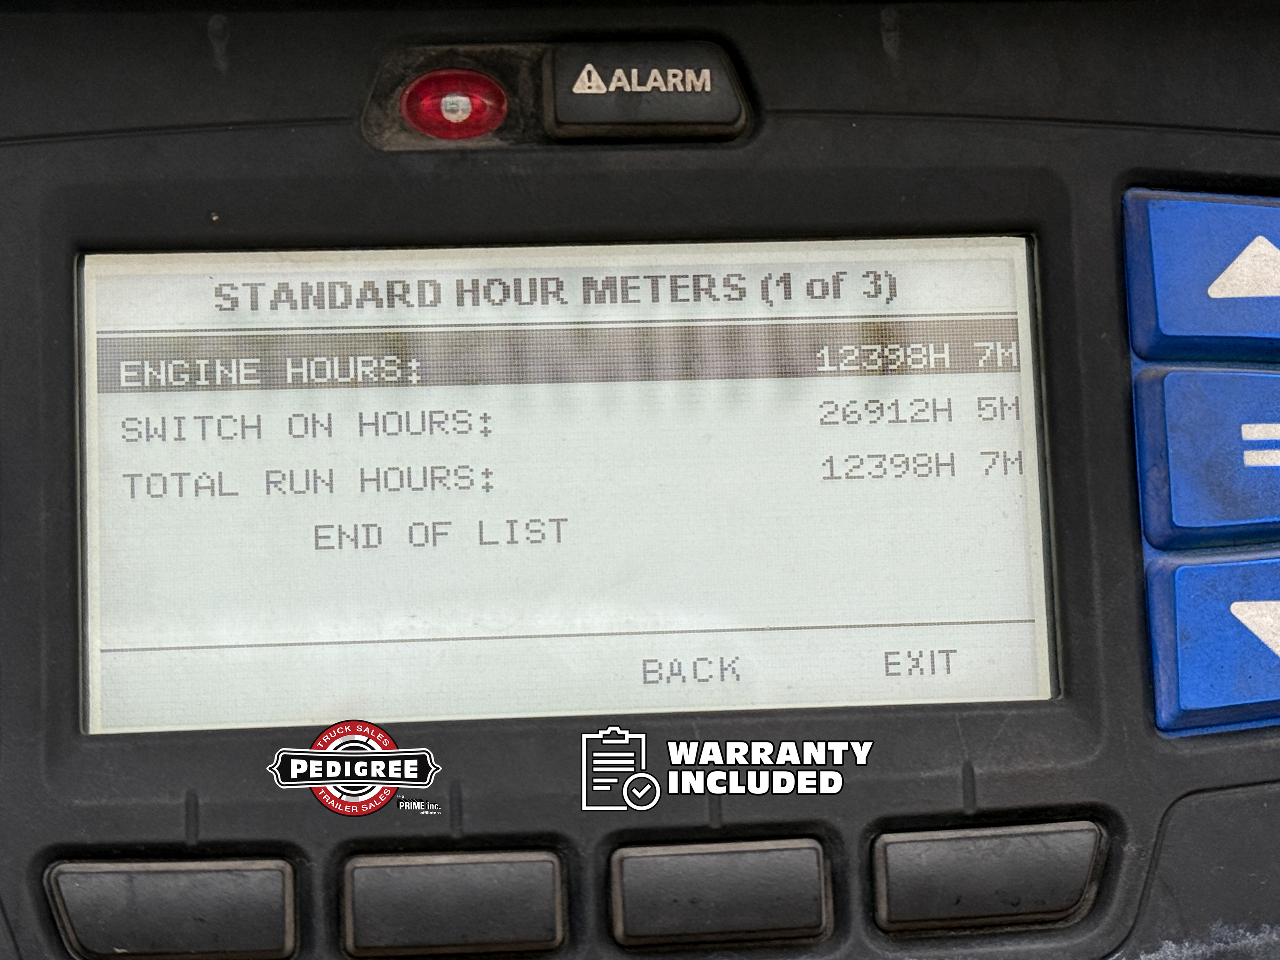 ALARM
STANDARD HOUR METERS (1 of 3)
ENGINE HOURS: 12398H 7M
SWITCH ON HOURS: 26912H 5M
TOTAL RUN HOURS: 12398H 7M
END OF LIST
BACK EXIT
TRUCK SALES
PEDIGREE
TRAILER SALES
PRIME inc.
WARRANTY
INCLUDED